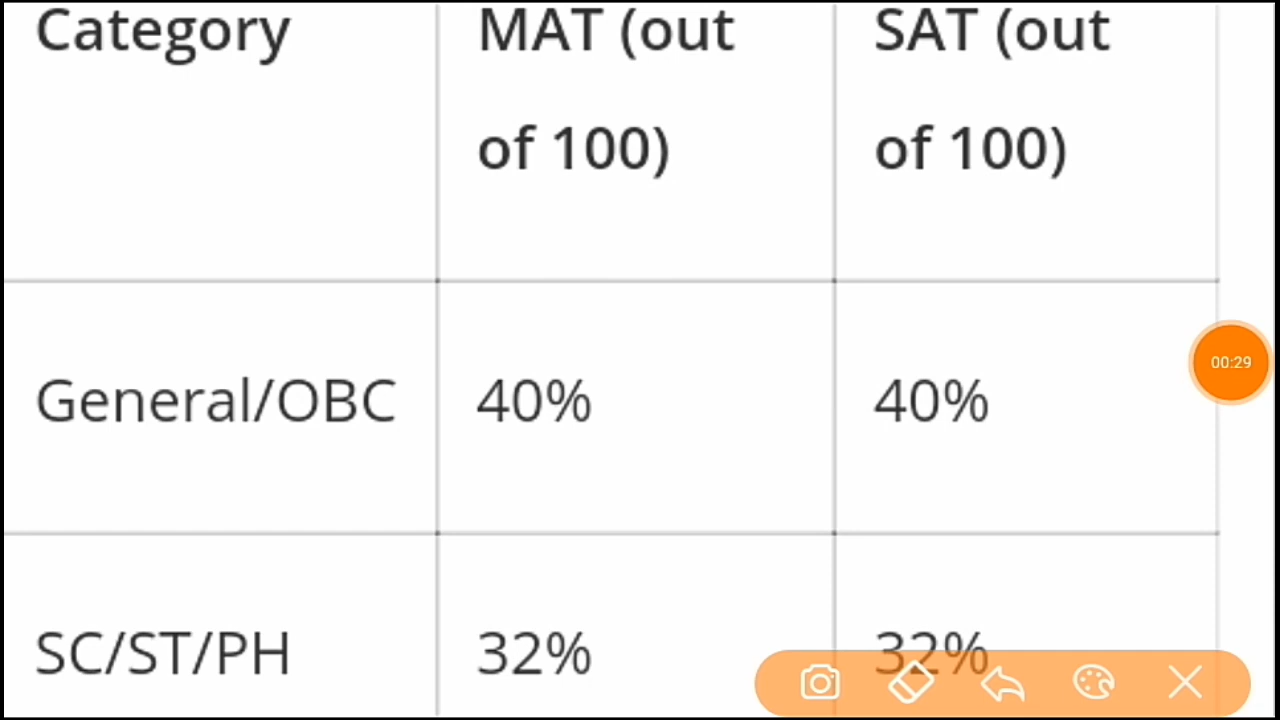 Category MAT (out SAT (out
of 100) of 100)
General/OBC 40% 40%
00:29
SC/ST/PH 32% 32%